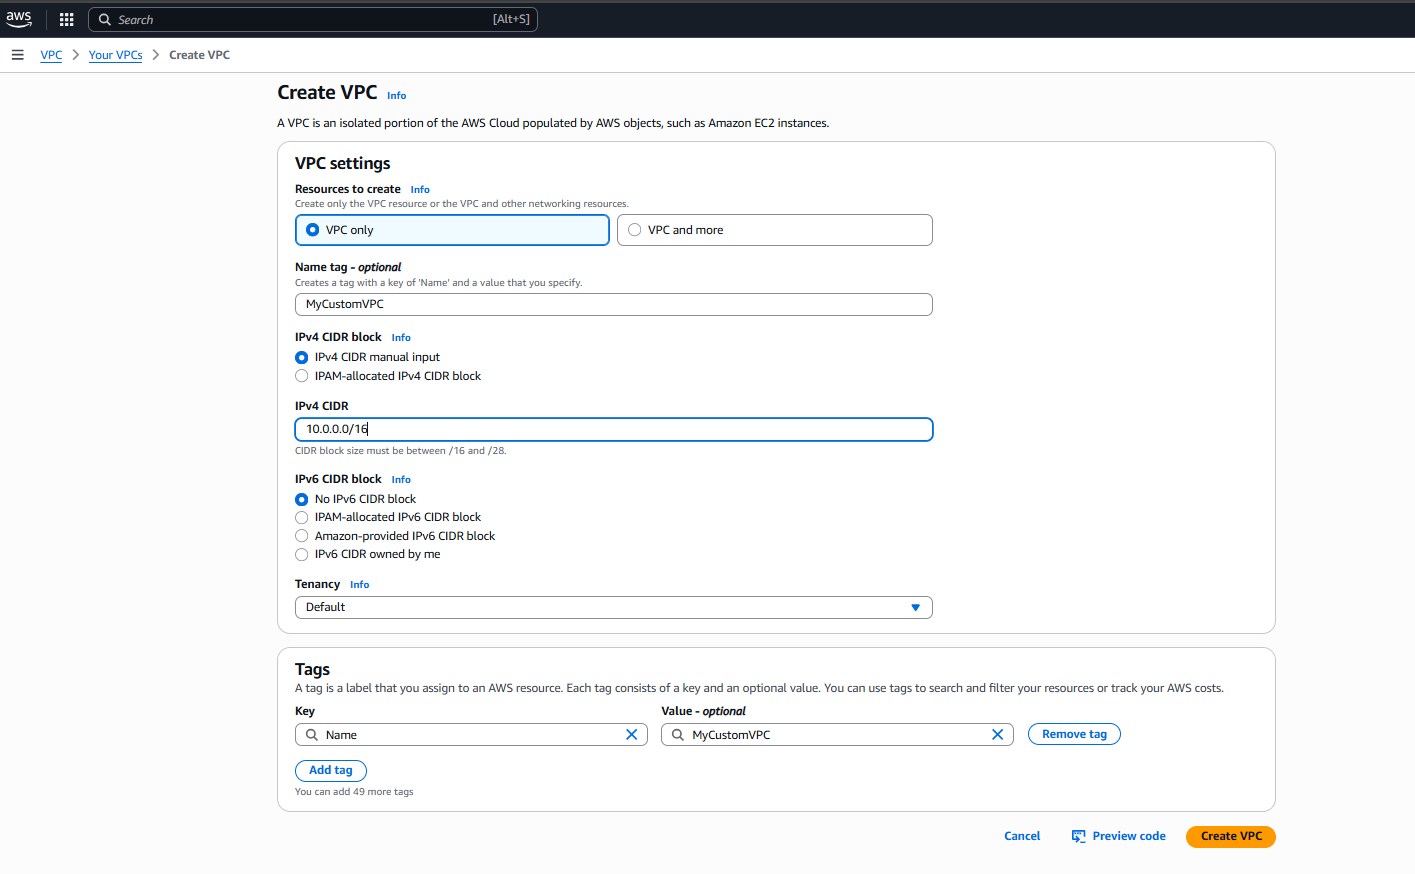 aws
Search [Alt+S]
VPC > Your VPCs > Create VPC
Create VPC Info
A VPC is an isolated portion of the AWS Cloud populated by AWS objects, such as Amazon EC2 instances.
VPC settings
Resources to create Info
Create only the VPC resource or the VPC and other networking resources.
VPC only VPC and more
Name tag - optional
Creates a tag with a key of 'Name' and a value that you specify.
MyCustomVPC
IPv4 CIDR block Info
IPv4 CIDR manual input
IPAM-allocated IPv4 CIDR block
IPv4 CIDR
10.0.0.0/16
CIDR block size must be between /16 and /28.
IPv6 CIDR block Info
No IPv6 CIDR block
IPAM-allocated IPv6 CIDR block
Amazon-provided IPv6 CIDR block
IPv6 CIDR owned by me
Tenancy Info
Default
Tags
A tag is a label that you assign to an AWS resource. Each tag consists of a key and an optional value. You can use tags to search and filter your resources or track your AWS costs.
Key Value - optional
Name MyCustomVPC Remove tag
Add tag
You can add 49 more tags
Cancel Preview code Create VPC